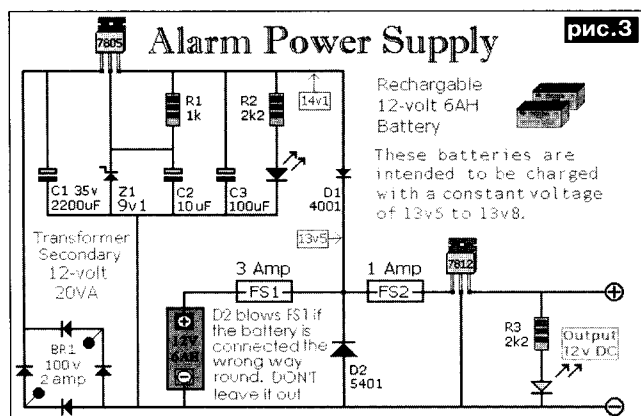 Alarm Power Supply
рис.3
7805
R1
1k
R2
2k2
14v1
Rechargable
12-volt 6AH
Battery
These batteries are
intended to be charged
with a constant voltage
of 13v5 to 13v8.
C1 35v
2200uF
Z1
9v1
C2
10uF
C3
100uF
D1
4001
13v5
Transformer
Secondary
12-volt
20VA
3 Amp
FS1
1 Amp
FS2
7812
12V
6AH
D2 blows FS1 if
the battery is
connected the
wrong way
round. DON'T
leave it out
D2
5401
R3
2k2
Output
12v DC
BR1
100v
2amp